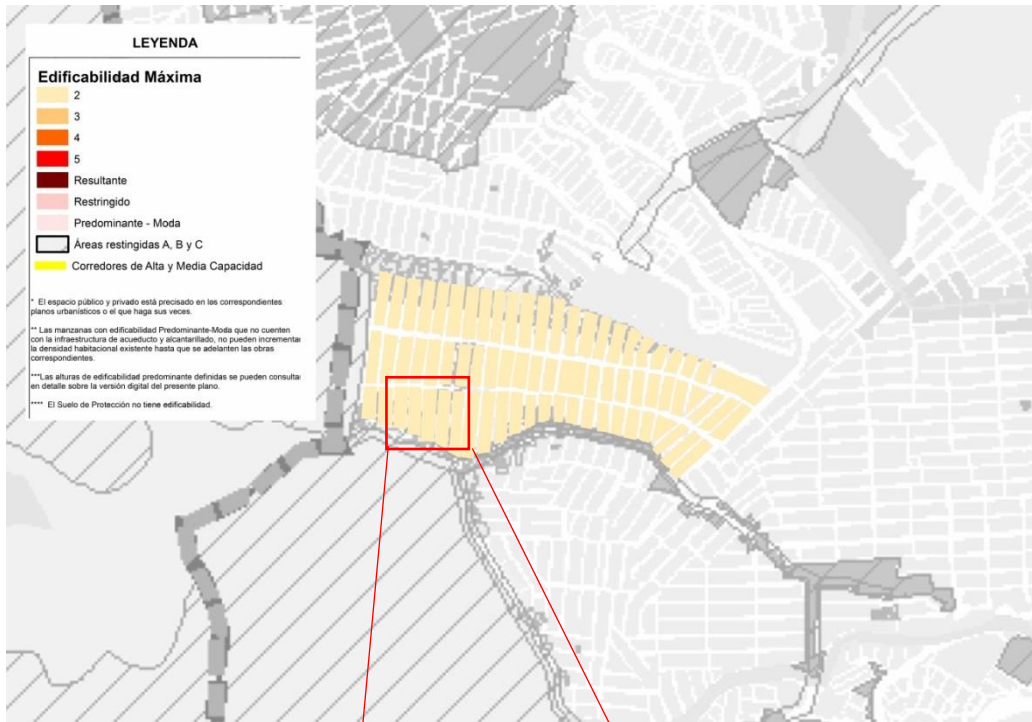 LEYENDA
Edificabilidad Máxima
2
3
4
5
Resultante
Restringido
Predominante - Moda
Áreas restingidas A, B y C
Corredores de Alta y Media Capacidad
* El espacio público y privado está precisado en los correspondientes
planos urbanísticos o el que haga sus veces.
** Las manzanas con edificabilidad Predominante-Moda que no cuenten
con la infraestructura de acueducto y alcantarillado, no pueden incrementar
la densidad habitacional existente hasta que se adelanten las obras
correspondientes.
***Las alturas de edificabilidad predominante definidas se pueden consulta
en detalle sobre la versión digital del presente plano.
**** El Suelo de Protección no tiene edificabilidad.